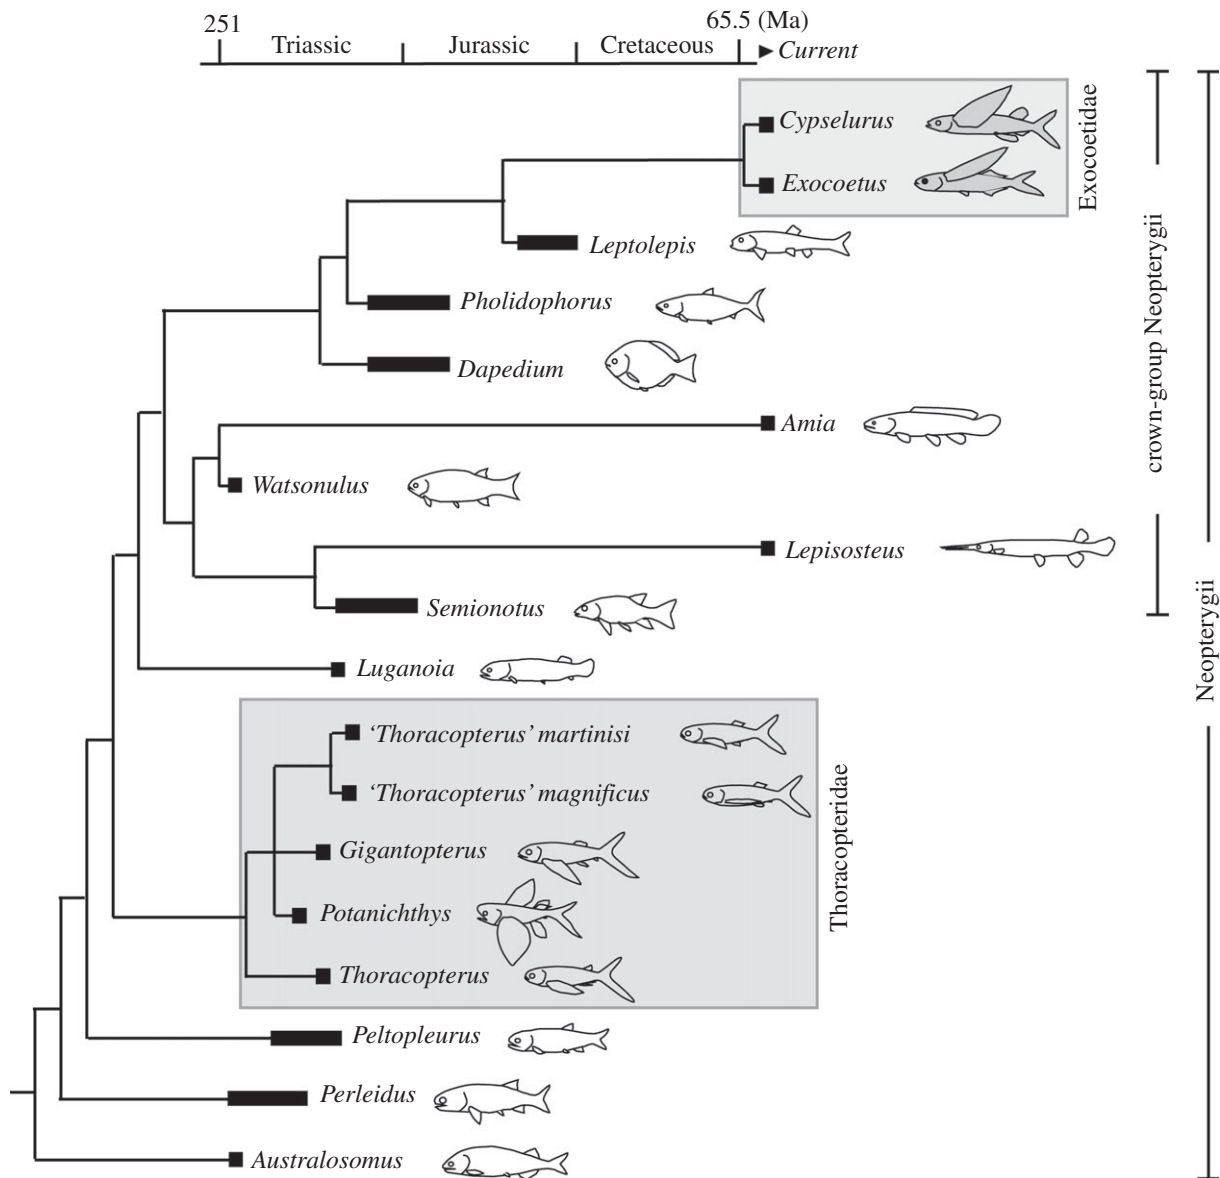 251
65.5 (Ma)
Triassic
Jurassic
Cretaceous
Current
Cypselurus
Exocoetus
Exocoetidae
Leptolepis
Pholidophorus
Dapedium
Amia
Watsonulus
crown-group Neopterygii
Lepisosteus
Semionotus
Neopterygii
Luganoia
‘Thoracopterus’ martinisi
‘Thoracopterus’ magnificus
Gigantopterus
Potanichthys
Thoracopterus
Thoracopteridae
Peltopleurus
Perleidus
Australosomus